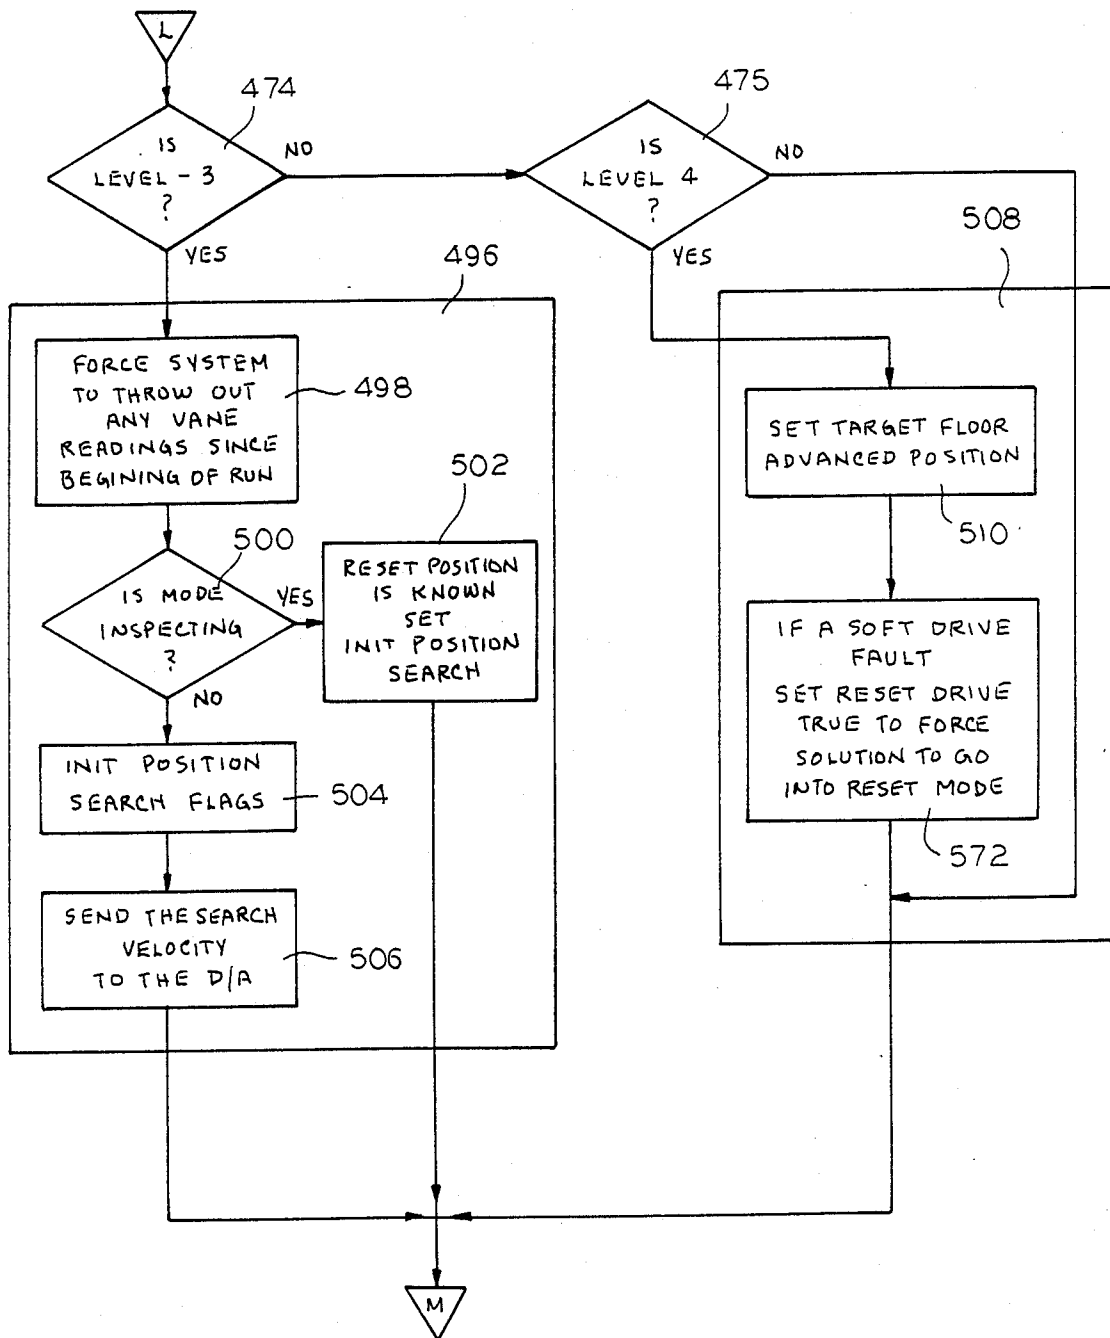 L
474
IS
LEVEL - 3
?
NO
YES
475
IS
LEVEL 4
?
NO
YES
508
496
FORCE SYSTEM
TO THROW OUT
ANY VANE
READINGS SINCE
BEGINING OF RUN
498
500
IS MODE
INSPECTING
?
YES
NO
502
RESET POSITION
IS KNOWN
SET
INIT POSITION
SEARCH
INIT POSITION
SEARCH FLAGS
504
SEND THE SEARCH
VELOCITY
TO THE D/A
506
SET TARGET FLOOR
ADVANCED POSITION
510
IF A SOFT DRIVE
FAULT
SET RESET DRIVE
TRUE TO FORCE
SOLUTION TO GO
INTO RESET MODE
572
M